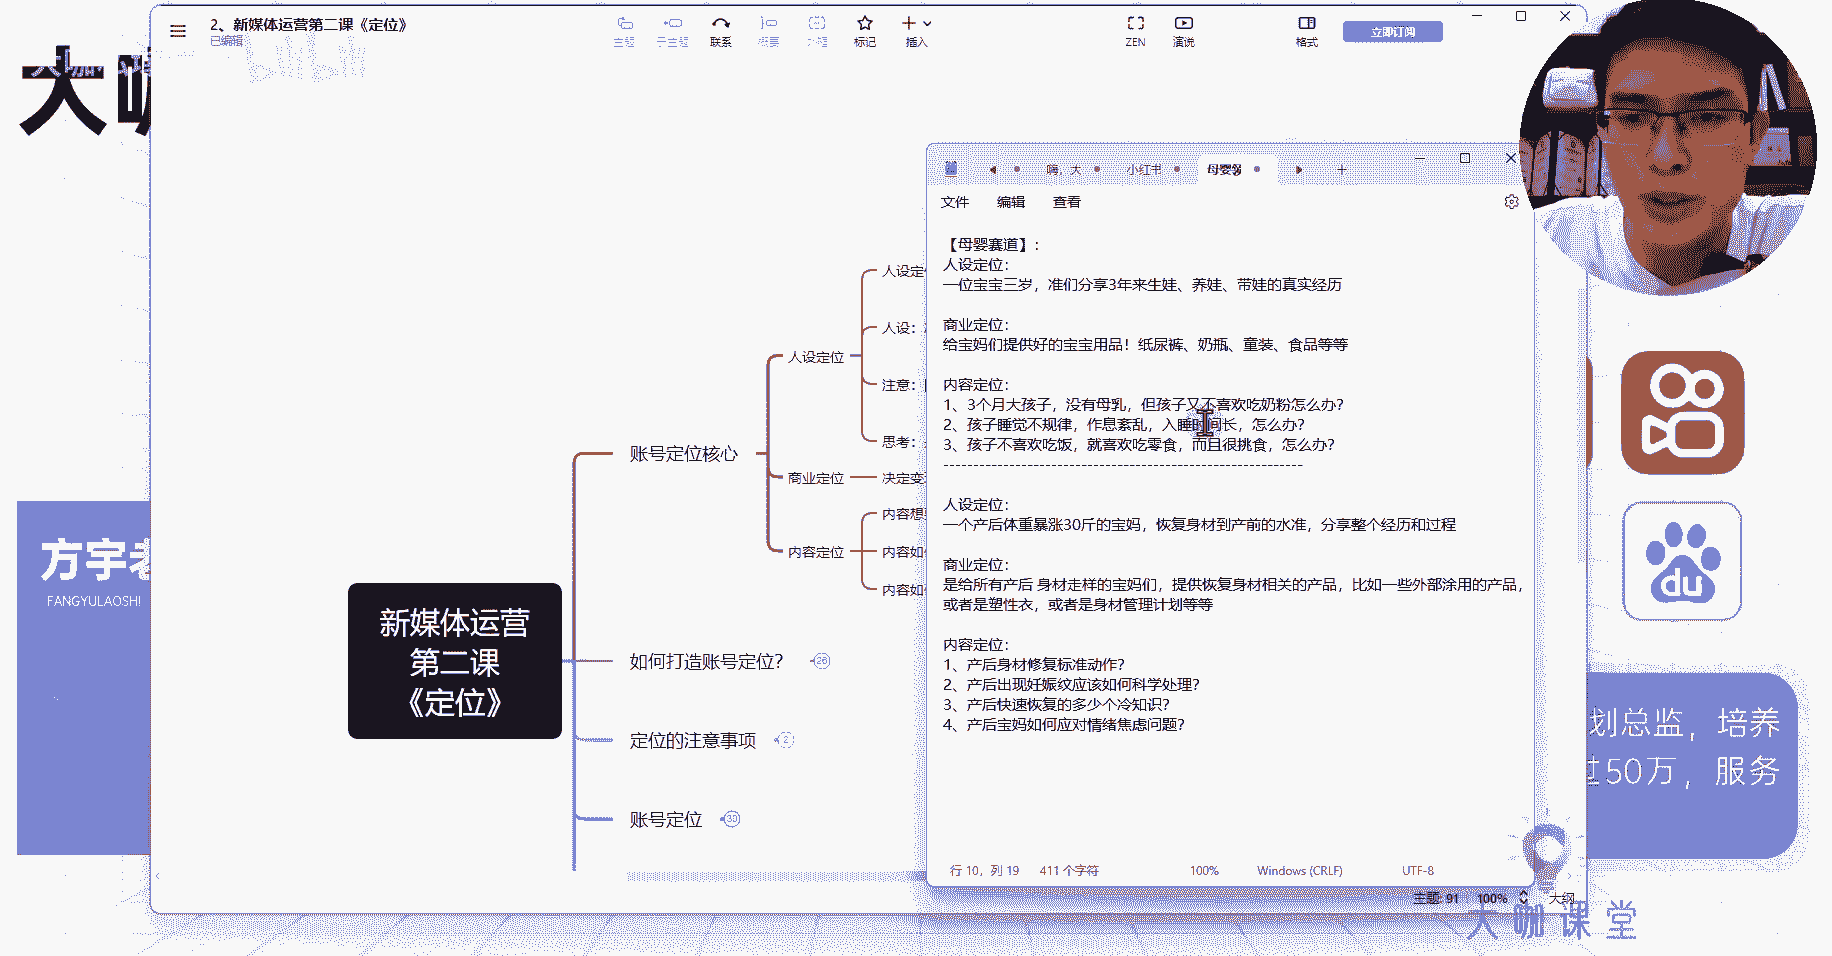 2、新媒体运营第二课《定位》
已编辑
主题
子主题
联系
概要
外框
标记
插入
ZEN
演说
格式
立即订阅
bilibili
大咖
嗨，大
小红书
母婴赛
文件
编辑
查看
【母婴赛道】：
人设定位：
一位宝宝三岁，准们分享3年来生娃、养娃、带娃的真实经历
商业定位：
给宝妈们提供好的宝宝用品！纸尿裤、奶瓶、童装、食品等等
内容定位：
1、3个月大孩子，没有母乳，但孩子又不喜欢吃奶粉怎么办？
2、孩子睡觉不规律，作息紊乱，入睡时间长，怎么办？
3、孩子不喜欢吃饭，就喜欢吃零食，而且很挑食，怎么办？
------------------------------------------------------------
人设定位：
一个产后体重暴涨30斤的宝妈，恢复身材到产前的水准，分享整个经历和过程
商业定位：
是给所有产后 身材走样的宝妈们，提供恢复身材相关的产品，比如一些外部涂用的产品，
或者是塑性衣，或者是身材管理计划等等
内容定位：
1、产后身材修复标准动作？
2、产后出现妊娠纹应该如何科学处理？
3、产后快速恢复的多少个冷知识？
4、产后宝妈如何应对情绪焦虑问题？
行 10，列 19
411 个字符
100%
Windows (CRLF)
UTF-8
人设定
人设：
注意：
思考：
人设定位
账号定位核心
商业定位
决定变
内容想
内容定位
内容如
内容如
新媒体运营
第二课
《定位》
如何打造账号定位？
26
定位的注意事项
2
账号定位
30
方宇老
FANGYULAOSHI
du
划总监，培养
过50万，服务
主题: 91
100%
大纲
大咖课堂